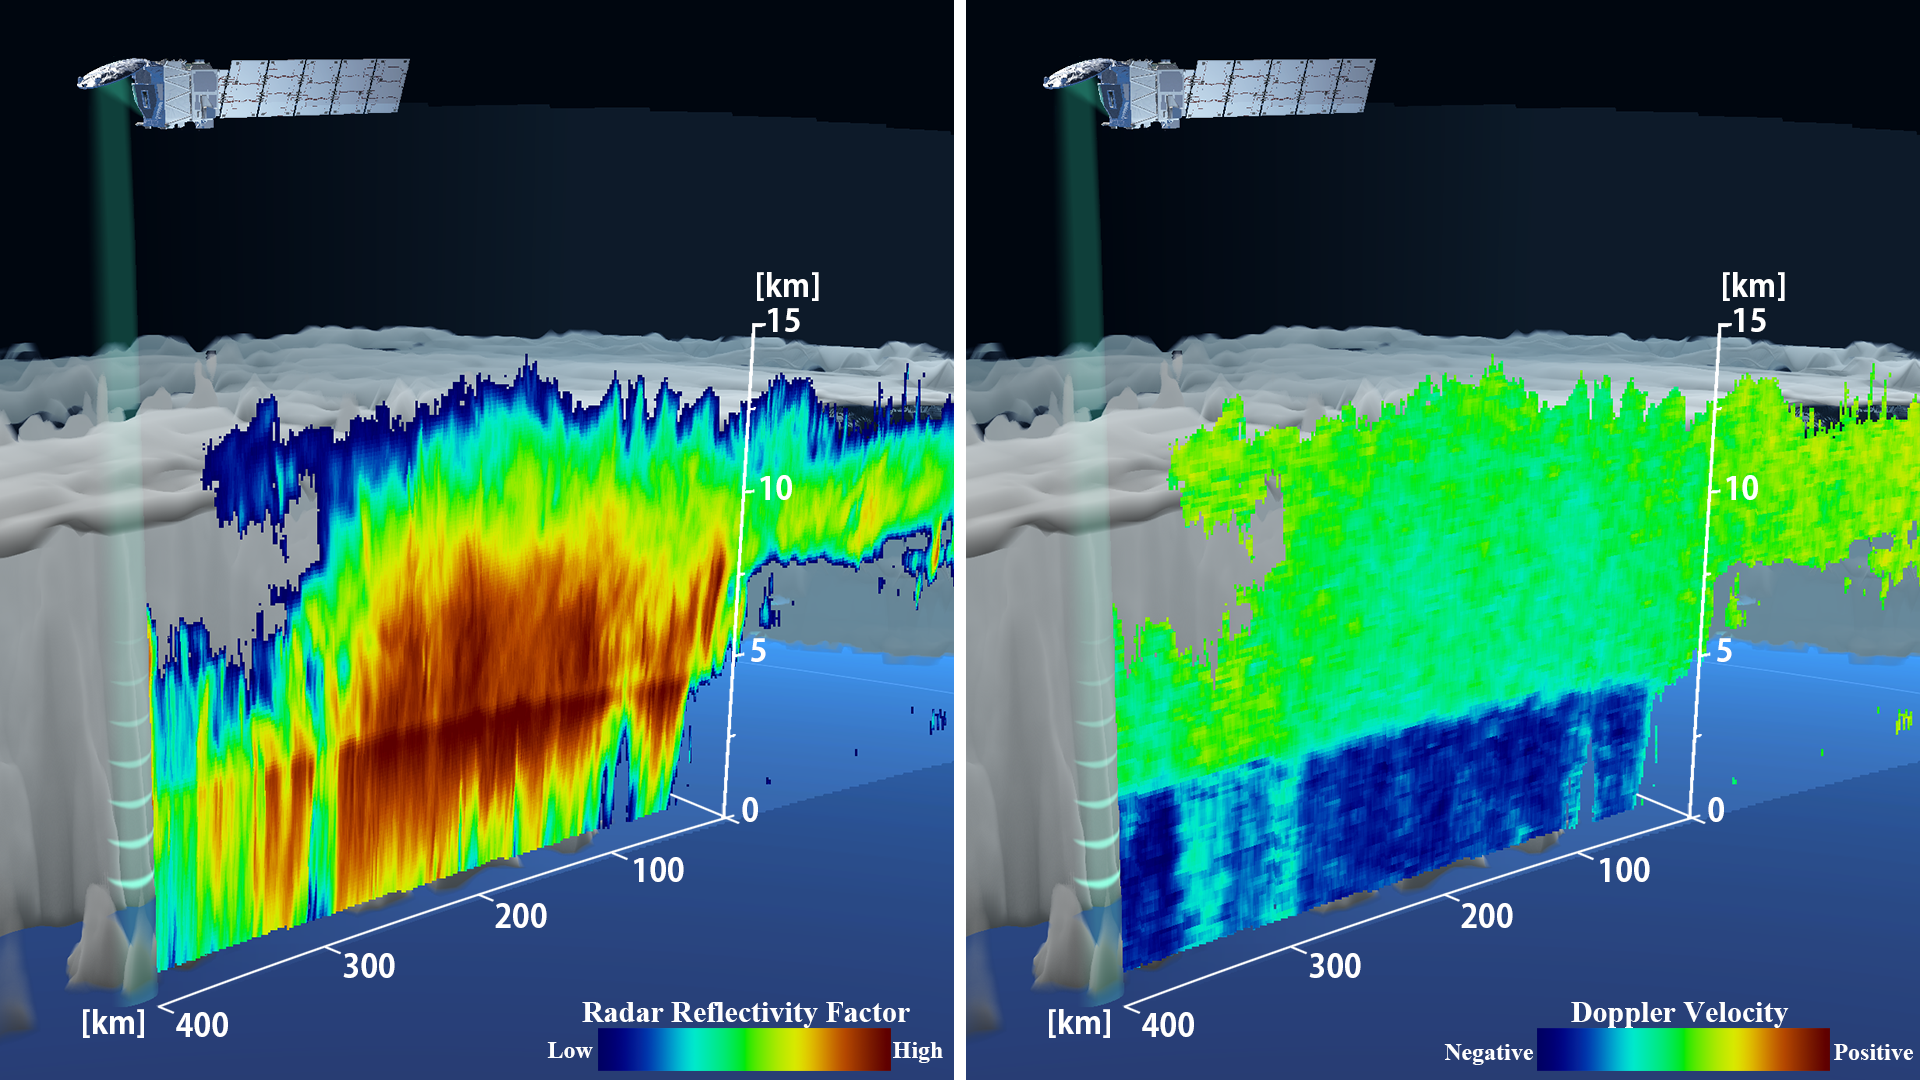 [km]
15
10
5
0
100
200
300
400
[km]
Radar Reflectivity Factor
Low High
[km]
15
10
5
0
100
200
300
400
[km]
Doppler Velocity
Negative Positive